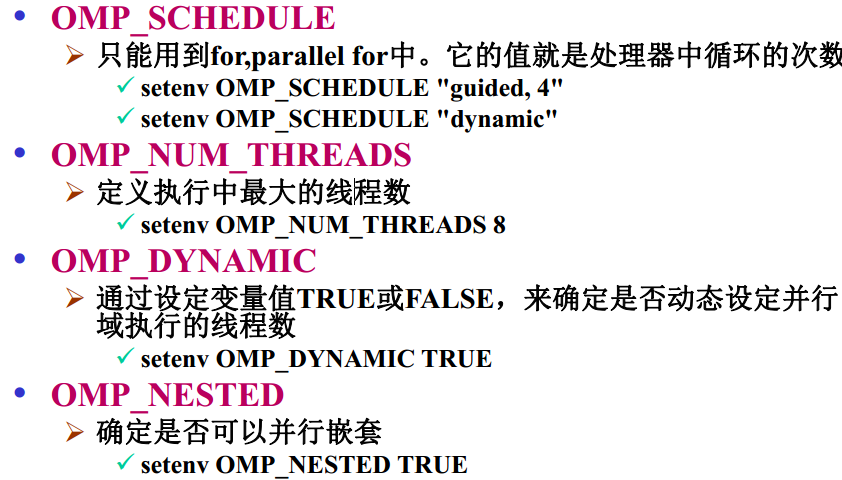 • OMP_SCHEDULE
➢ 只能用到for,parallel for中。它的值就是处理器中循环的次数
✓ setenv OMP_SCHEDULE "guided, 4"
✓ setenv OMP_SCHEDULE "dynamic"
• OMP_NUM_THREADS
➢ 定义执行中最大的线程数
✓ setenv OMP_NUM_THREADS 8
• OMP_DYNAMIC
➢ 通过设定变量值TRUE或FALSE，来确定是否动态设定并行
域执行的线程数
✓ setenv OMP_DYNAMIC TRUE
• OMP_NESTED
➢ 确定是否可以并行嵌套
✓ setenv OMP_NESTED TRUE